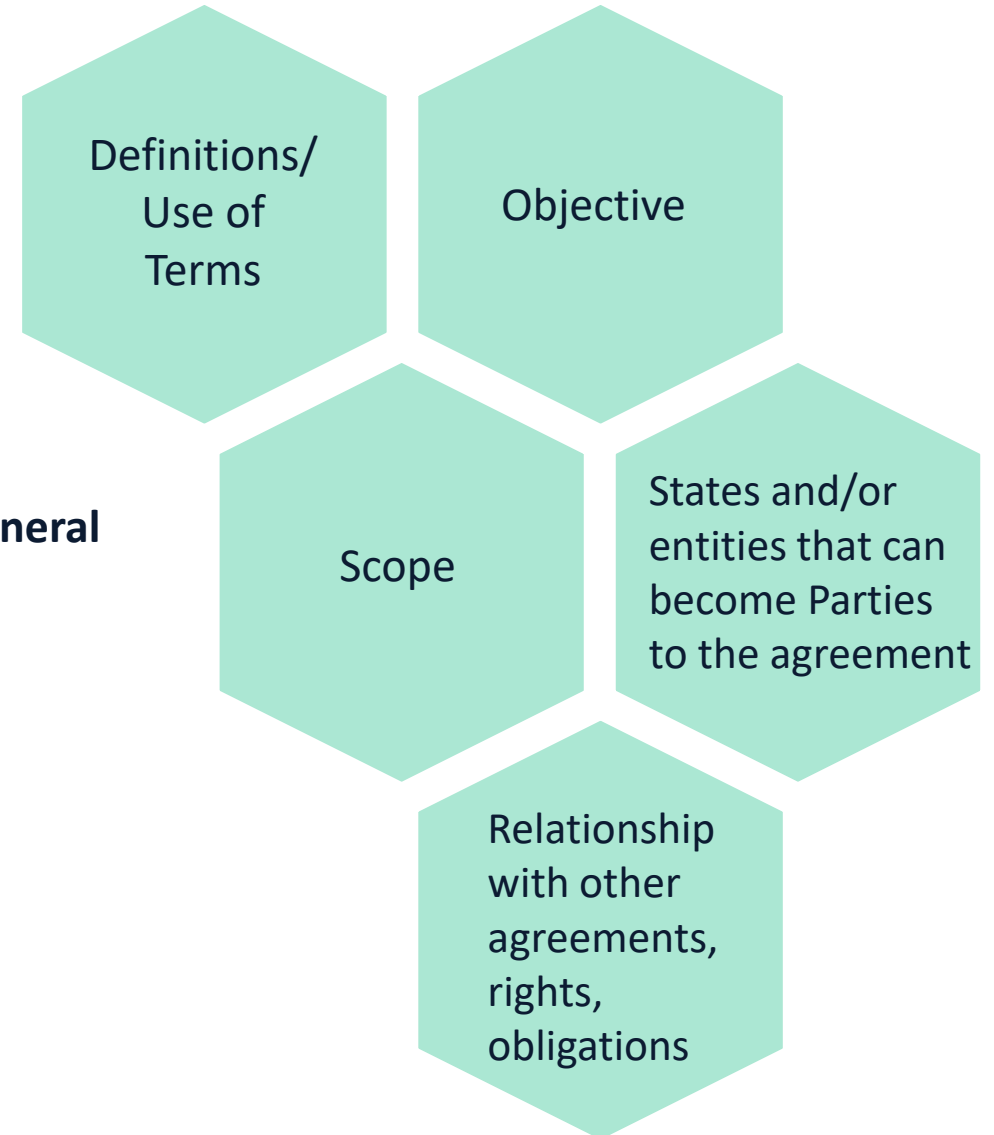 Definitions/
Use of
Terms
Objective
neral
Scope
States and/or
entities that can
become Parties
to the agreement
Relationship
with other
agreements,
rights,
obligations